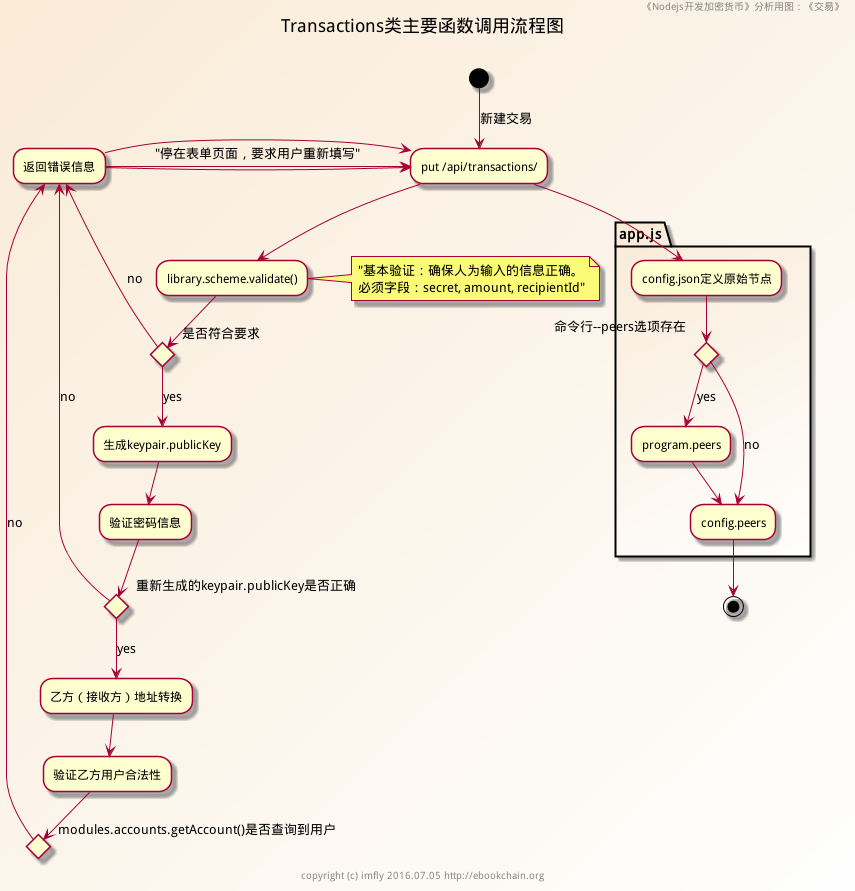 《Nodejs开发加密货币》分析用图：《交易》
Transactions类主要函数调用流程图
新建交易
"停在表单页面，要求用户重新填写"
返回错误信息
put /api/transactions/
app.js
library.scheme.validate()
"基本验证：确保人为输入的信息正确。
必须字段：secret, amount, recipientId"
config.json定义原始节点
no
是否符合要求
命令行--peers选项存在
no
yes
yes
生成keypair.publicKey
program.peers
no
no
验证密码信息
config.peers
重新生成的keypair.publicKey是否正确
yes
乙方（接收方）地址转换
验证乙方用户合法性
modules.accounts.getAccount()是否查询到用户
copyright (c) imfly 2016.07.05 http://ebookchain.org